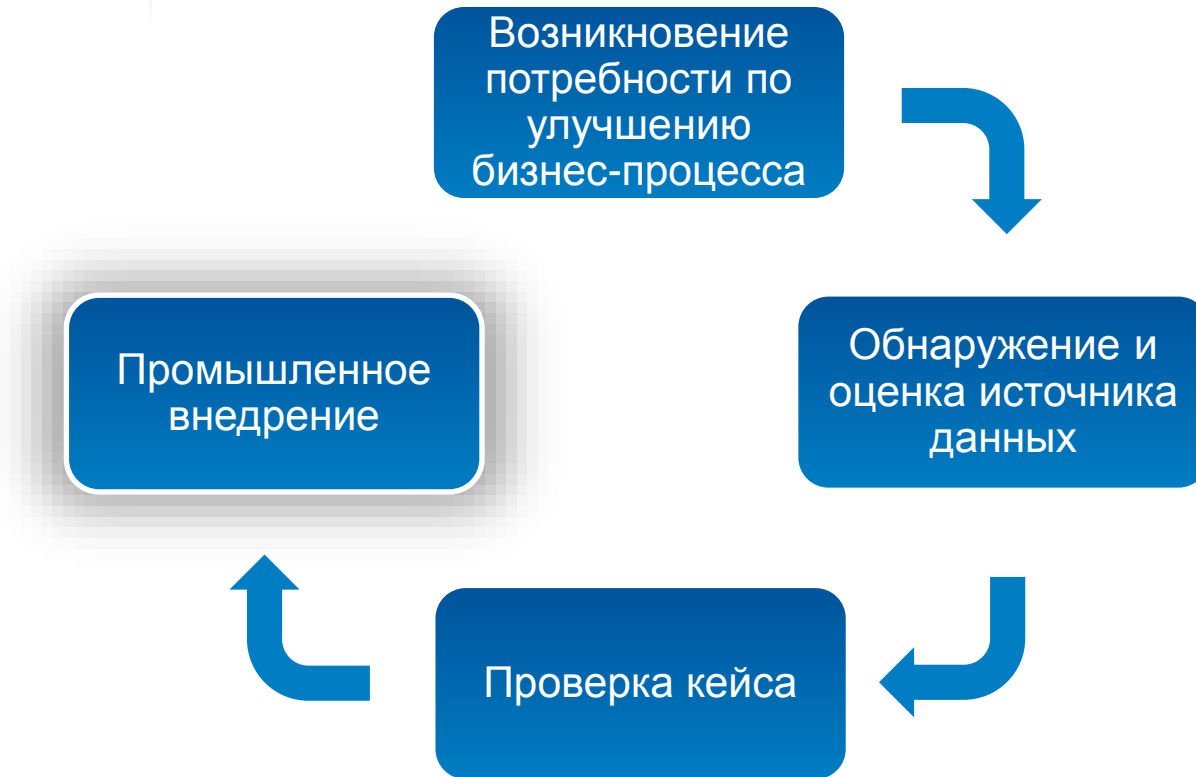 Возникновение
потребности по
улучшению
бизнес-процесса
Обнаружение и
оценка источника
данных
Проверка кейса
Промышленное
внедрение